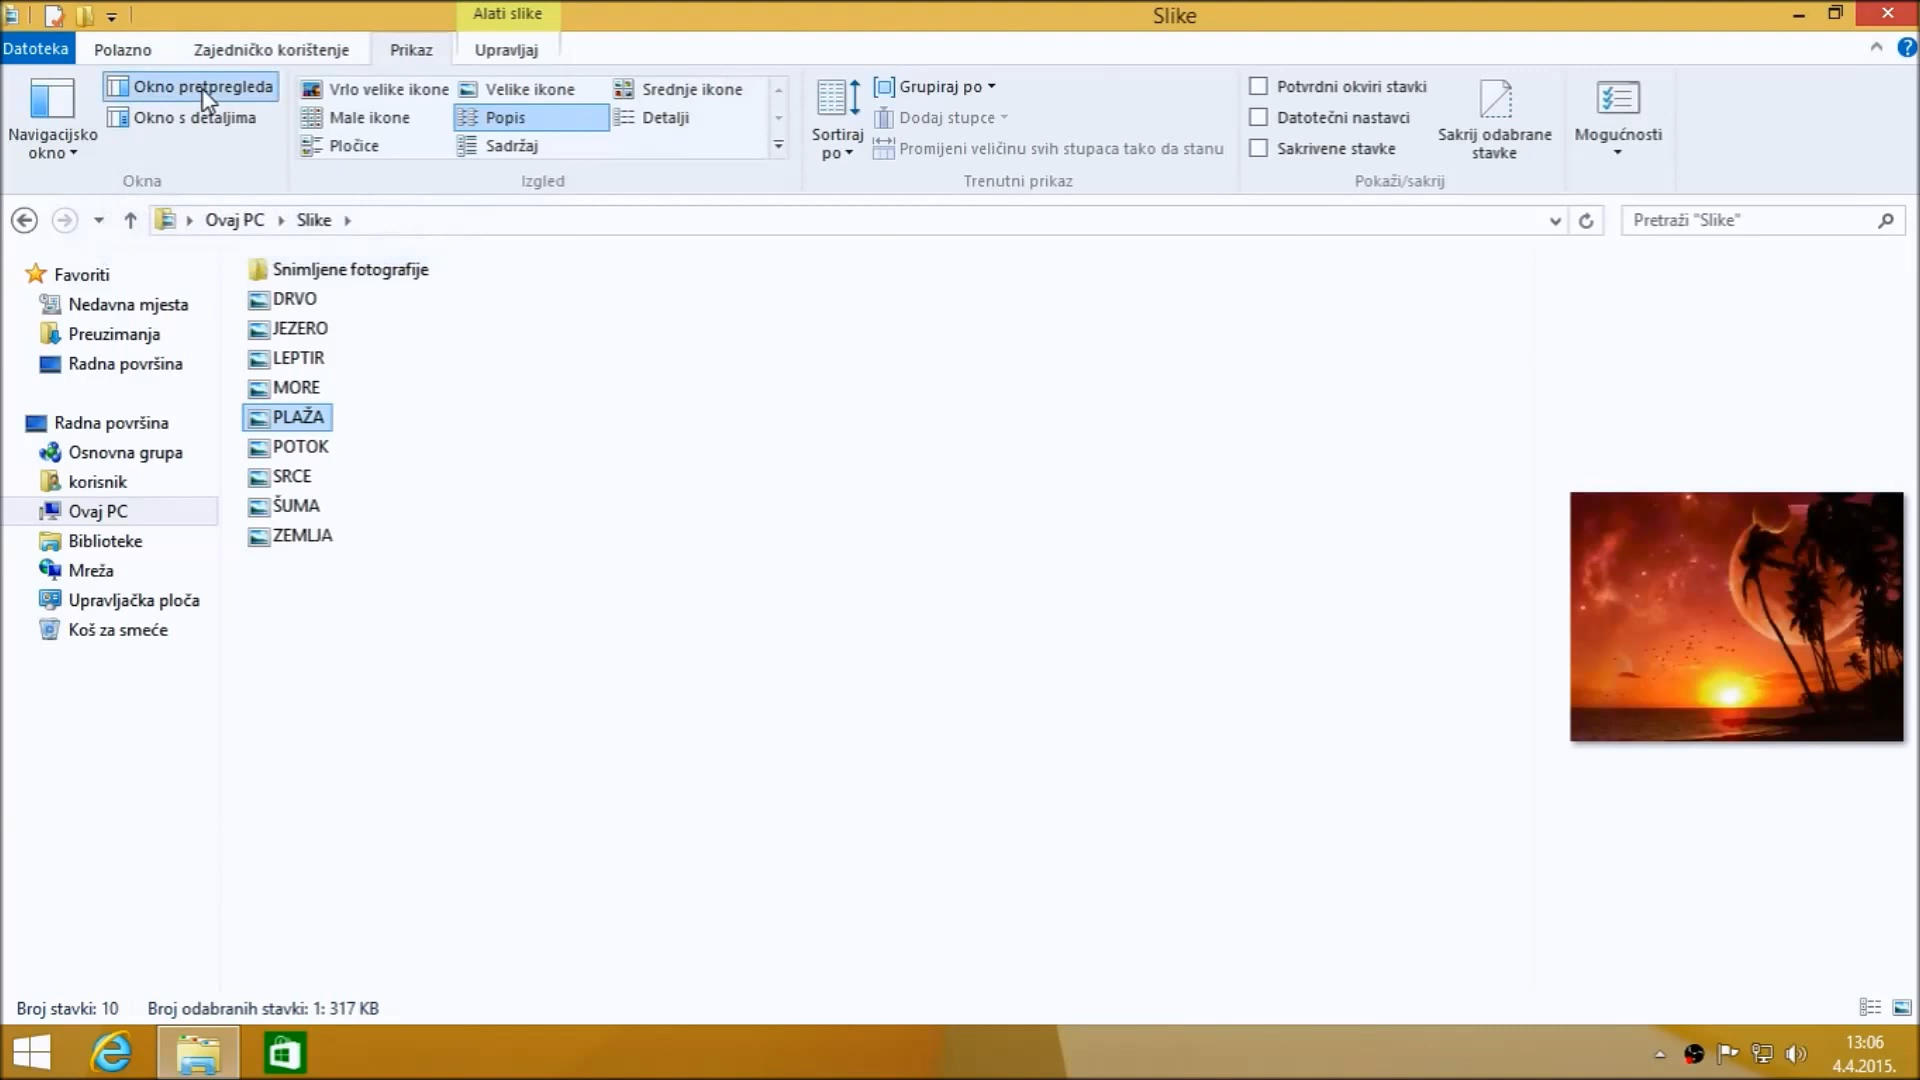 Alati slike
Slike
Datoteka
Polazno
Zajedničko korištenje
Prikaz
Upravljaj
Navigacijsko okno
Okno pretpregleda
Okno s detaljima
Okna
Vrlo velike ikone
Velike ikone
Srednje ikone
Male ikone
Popis
Detalji
Pločice
Sadržaj
Izgled
Sortiraj po
Grupiraj po
Dodaj stupce
Promijeni veličinu svih stupaca tako da stanu
Trenutni prikaz
Potvrdni okviri stavki
Datotečni nastavci
Sakrivene stavke
Sakrij odabrane stavke
Pokaži/sakrij
Mogućnosti
Ovaj PC
Slike
Pretraži "Slike"
Favoriti
Nedavna mjesta
Preuzimanja
Radna površina
Radna površina
Osnovna grupa
korisnik
Ovaj PC
Biblioteke
Mreža
Upravljačka ploča
Koš za smeće
Snimljene fotografije
DRVO
JEZERO
LEPTIR
MORE
PLAŽA
POTOK
SRCE
ŠUMA
ZEMLJA
Broj stavki: 10
Broj odabranih stavki: 1: 317 KB
13:06
4.4.2015.